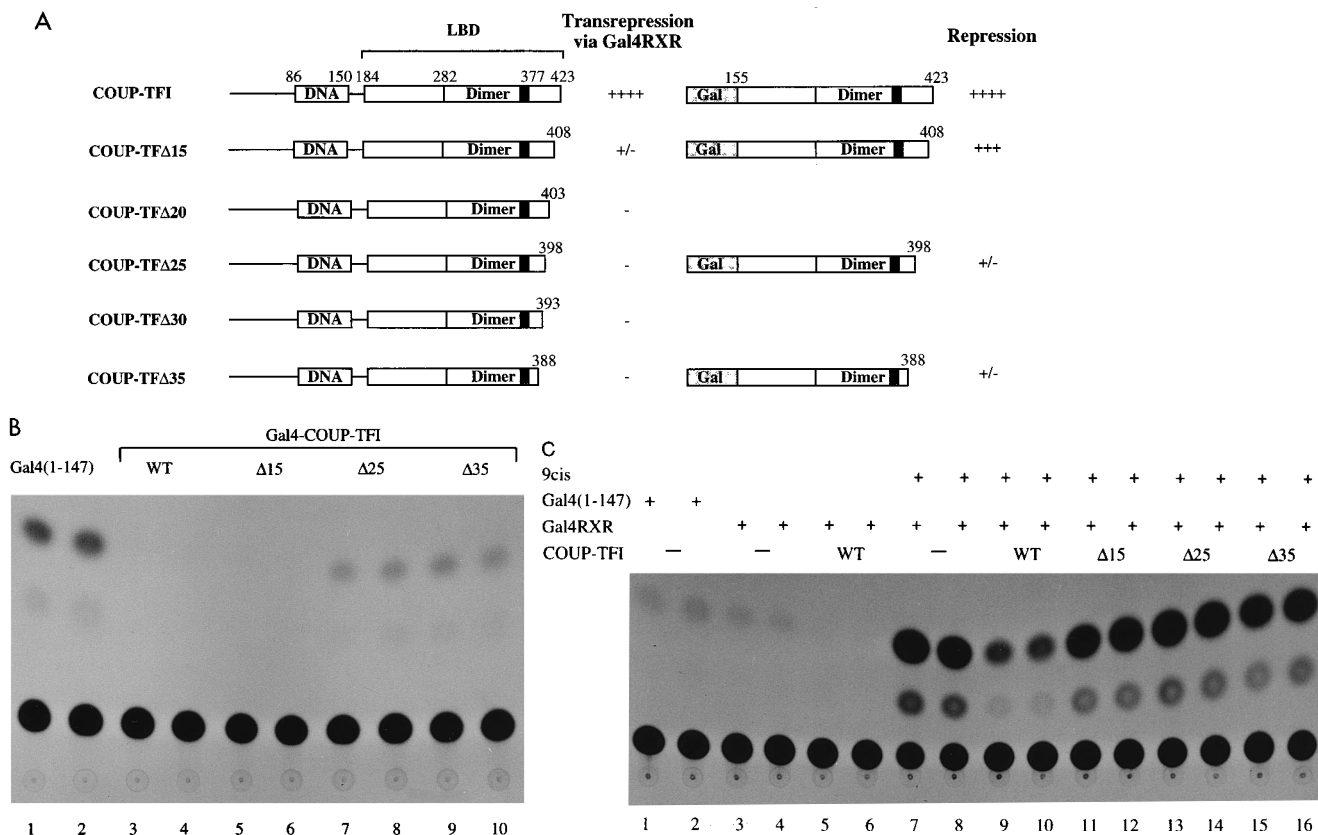 A
LBD
Transrepression
via Gal4RXR
Repression
86 150 184 282 377 423
155 423
COUP-TFI DNA Dimer ++++ Gal Dimer ++++
408 408
COUP-TFΔ15 DNA Dimer +/- Gal Dimer +++
403
COUP-TFΔ20 DNA Dimer -
398 398
COUP-TFΔ25 DNA Dimer - Gal Dimer +/-
393
COUP-TFΔ30 DNA Dimer -
388 388
COUP-TFΔ35 DNA Dimer - Gal Dimer +/-
B
Gal4-COUP-TFI
Gal4(1-147) WT Δ15 Δ25 Δ35
1 2 3 4 5 6 7 8 9 10
C
9cis + + + + + + + + + +
Gal4(1-147) + +
Gal4RXR + + + + + + + + + + + + + +
COUP-TFI — — WT — WT Δ15 Δ25 Δ35
1 2 3 4 5 6 7 8 9 10 11 12 13 14 15 16